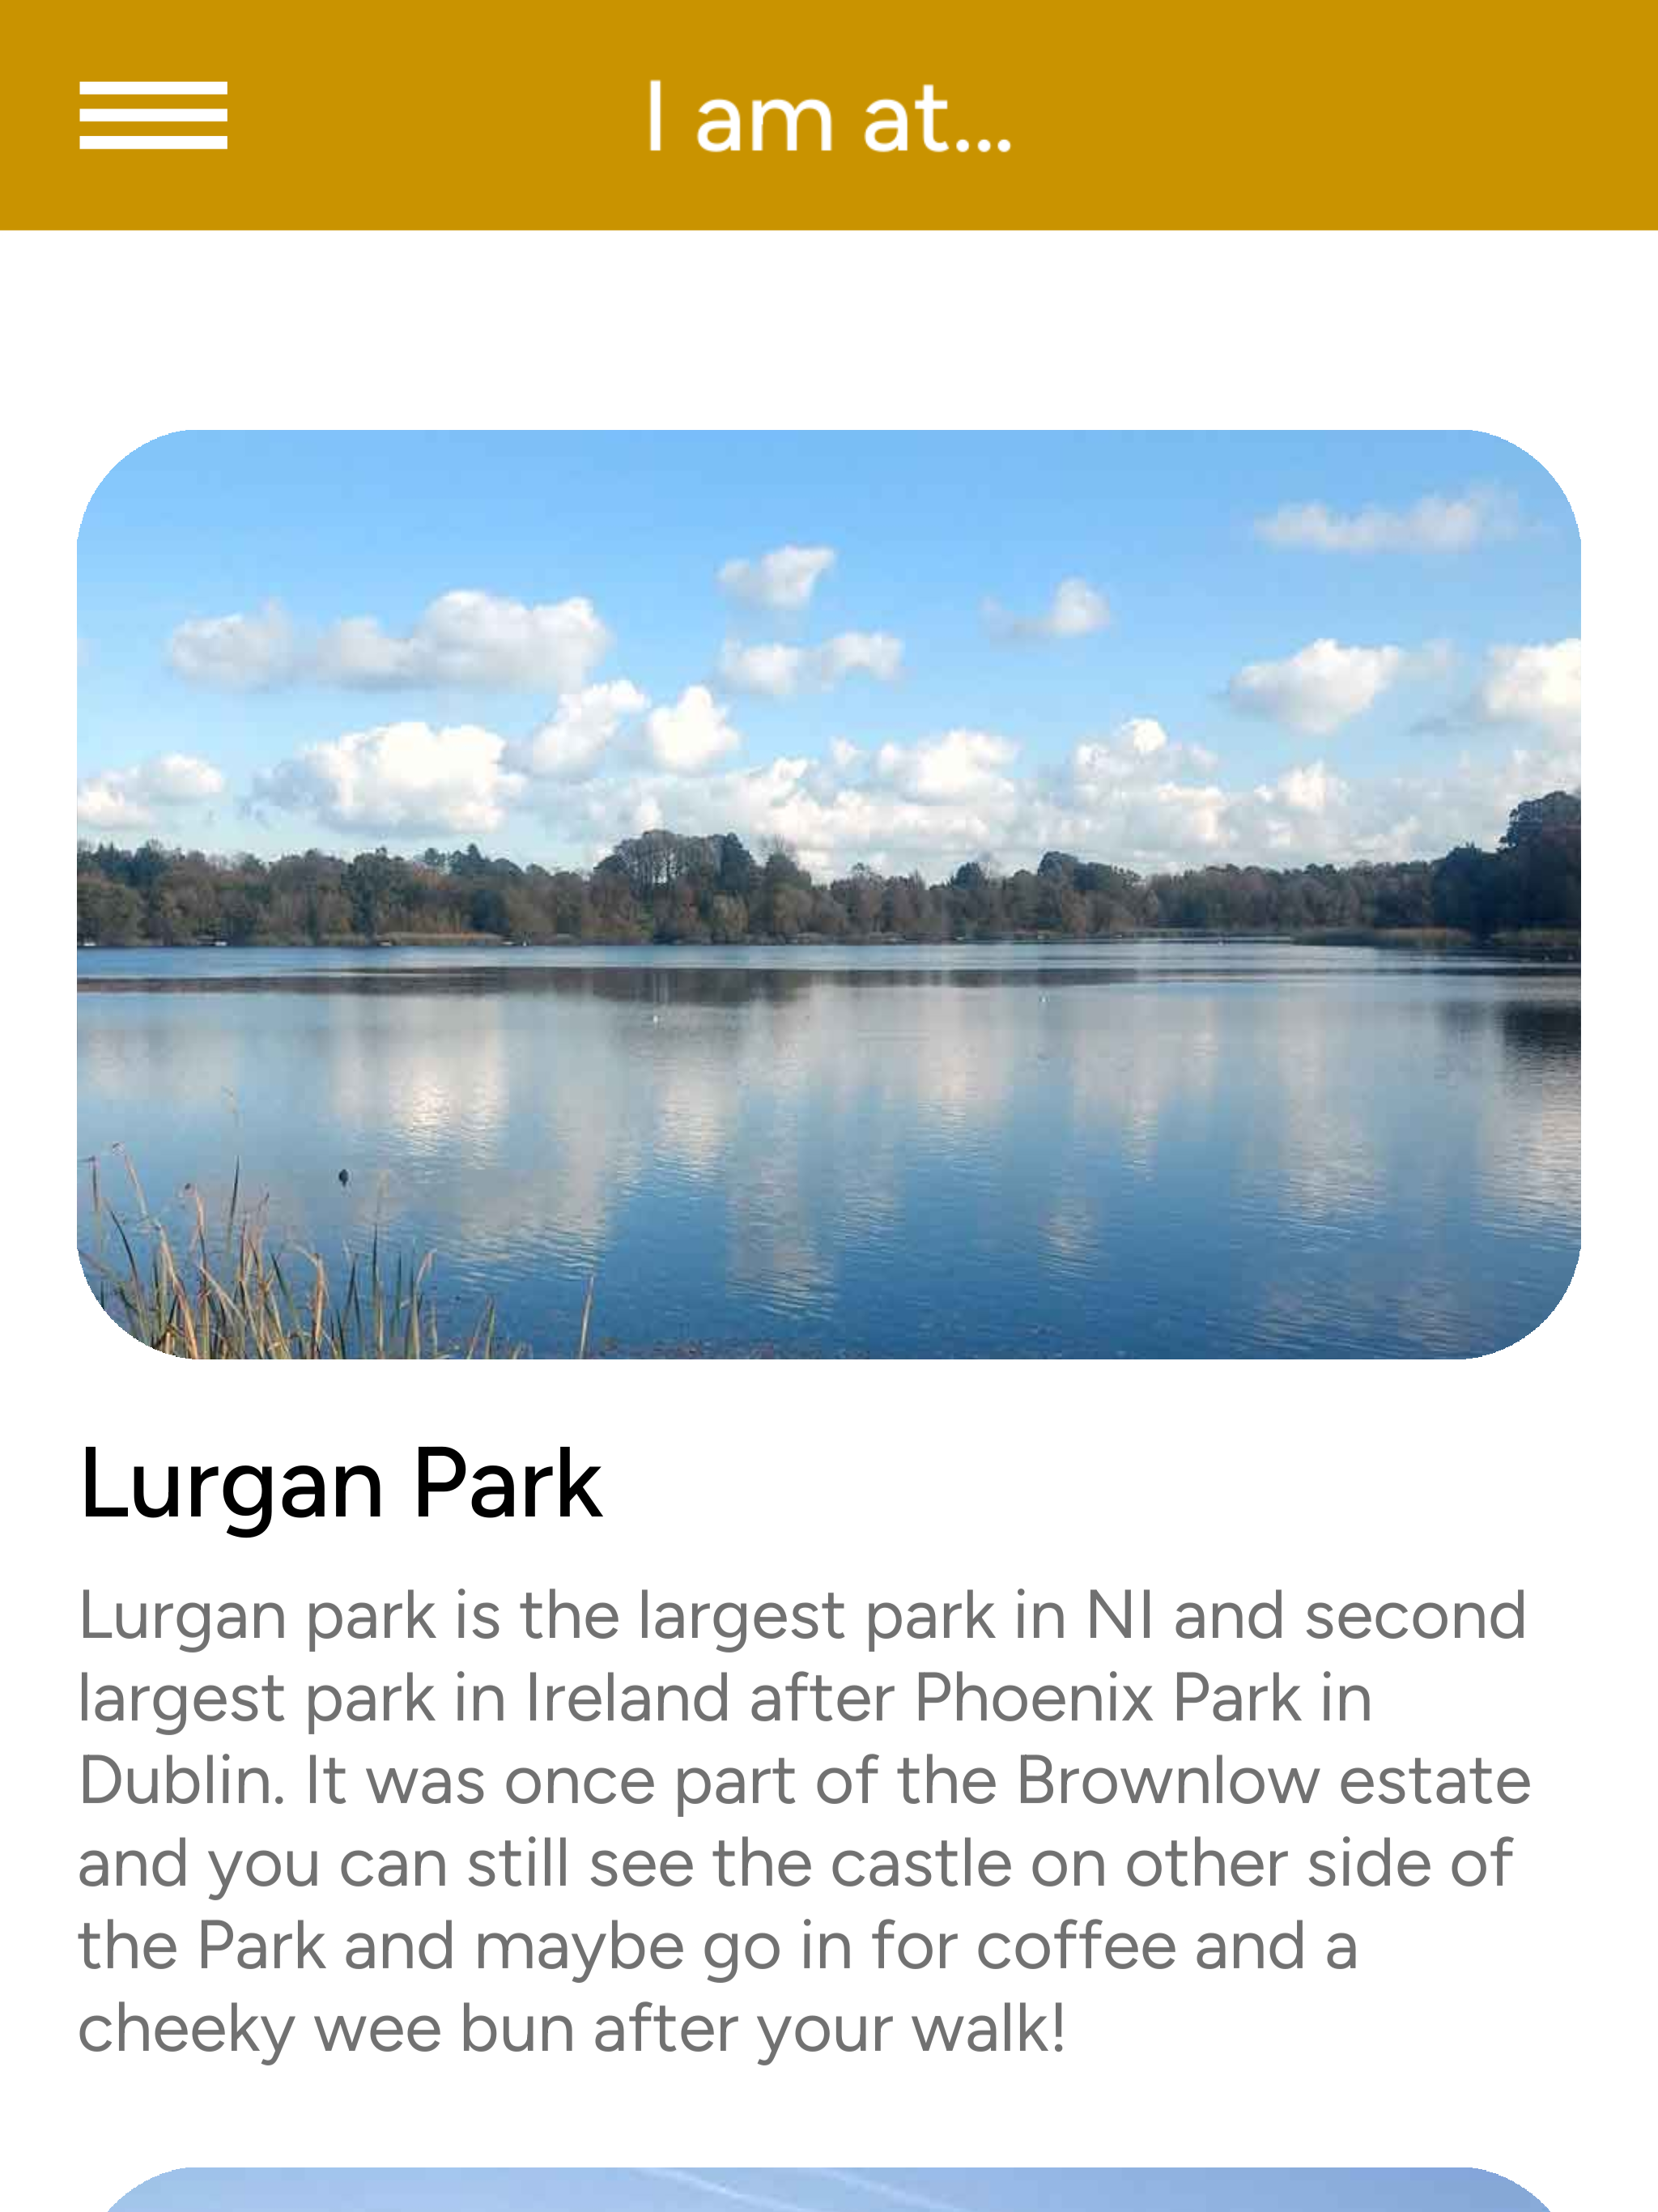 I am at...
Lurgan Park
Lurgan park is the largest park in NI and second
largest park in Ireland after Phoenix Park in
Dublin. It was once part of the Brownlow estate
and you can still see the castle on other side of
the Park and maybe go in for coffee and a
cheeky wee bun after your walk!